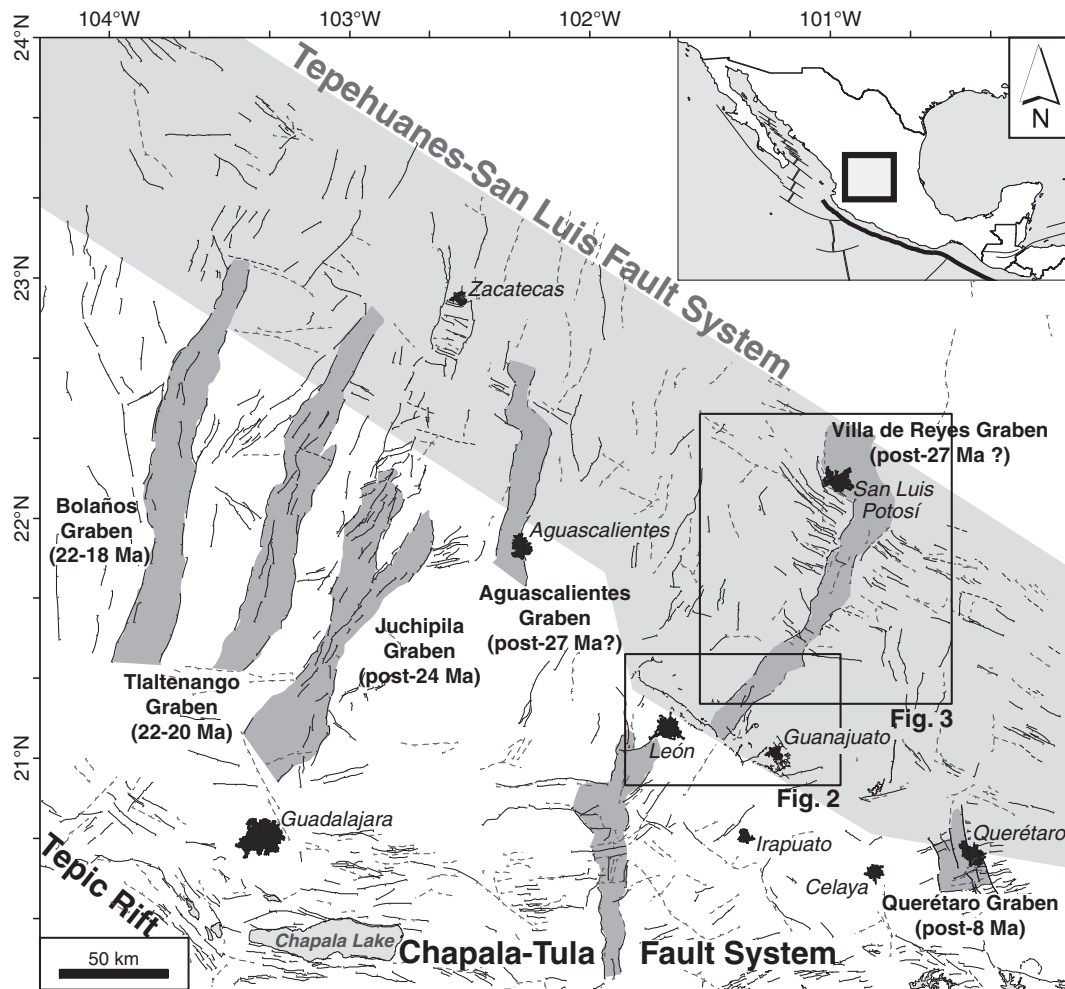 104°W
103°W
102°W
101°W
24°N
23°N
22°N
21°N
N
Tepehuanes-San Luis Fault System
Zacatecas
Villa de Reyes Graben
(post-27 Ma ?)
San Luis
Potosí
Bolaños
Graben
(22-18 Ma)
Aguascalientes
Aguascalientes
Graben
(post-27 Ma?)
Juchipila
Graben
(post-24 Ma)
Tlaltenango
Graben
(22-20 Ma)
Fig. 3
León
Guanajuato
Fig. 2
Guadalajara
Irapuato
Querétaro
Celaya
Querétaro Graben
(post-8 Ma)
Tepic Rift
Chapala Lake
Chapala-Tula Fault System
50 km